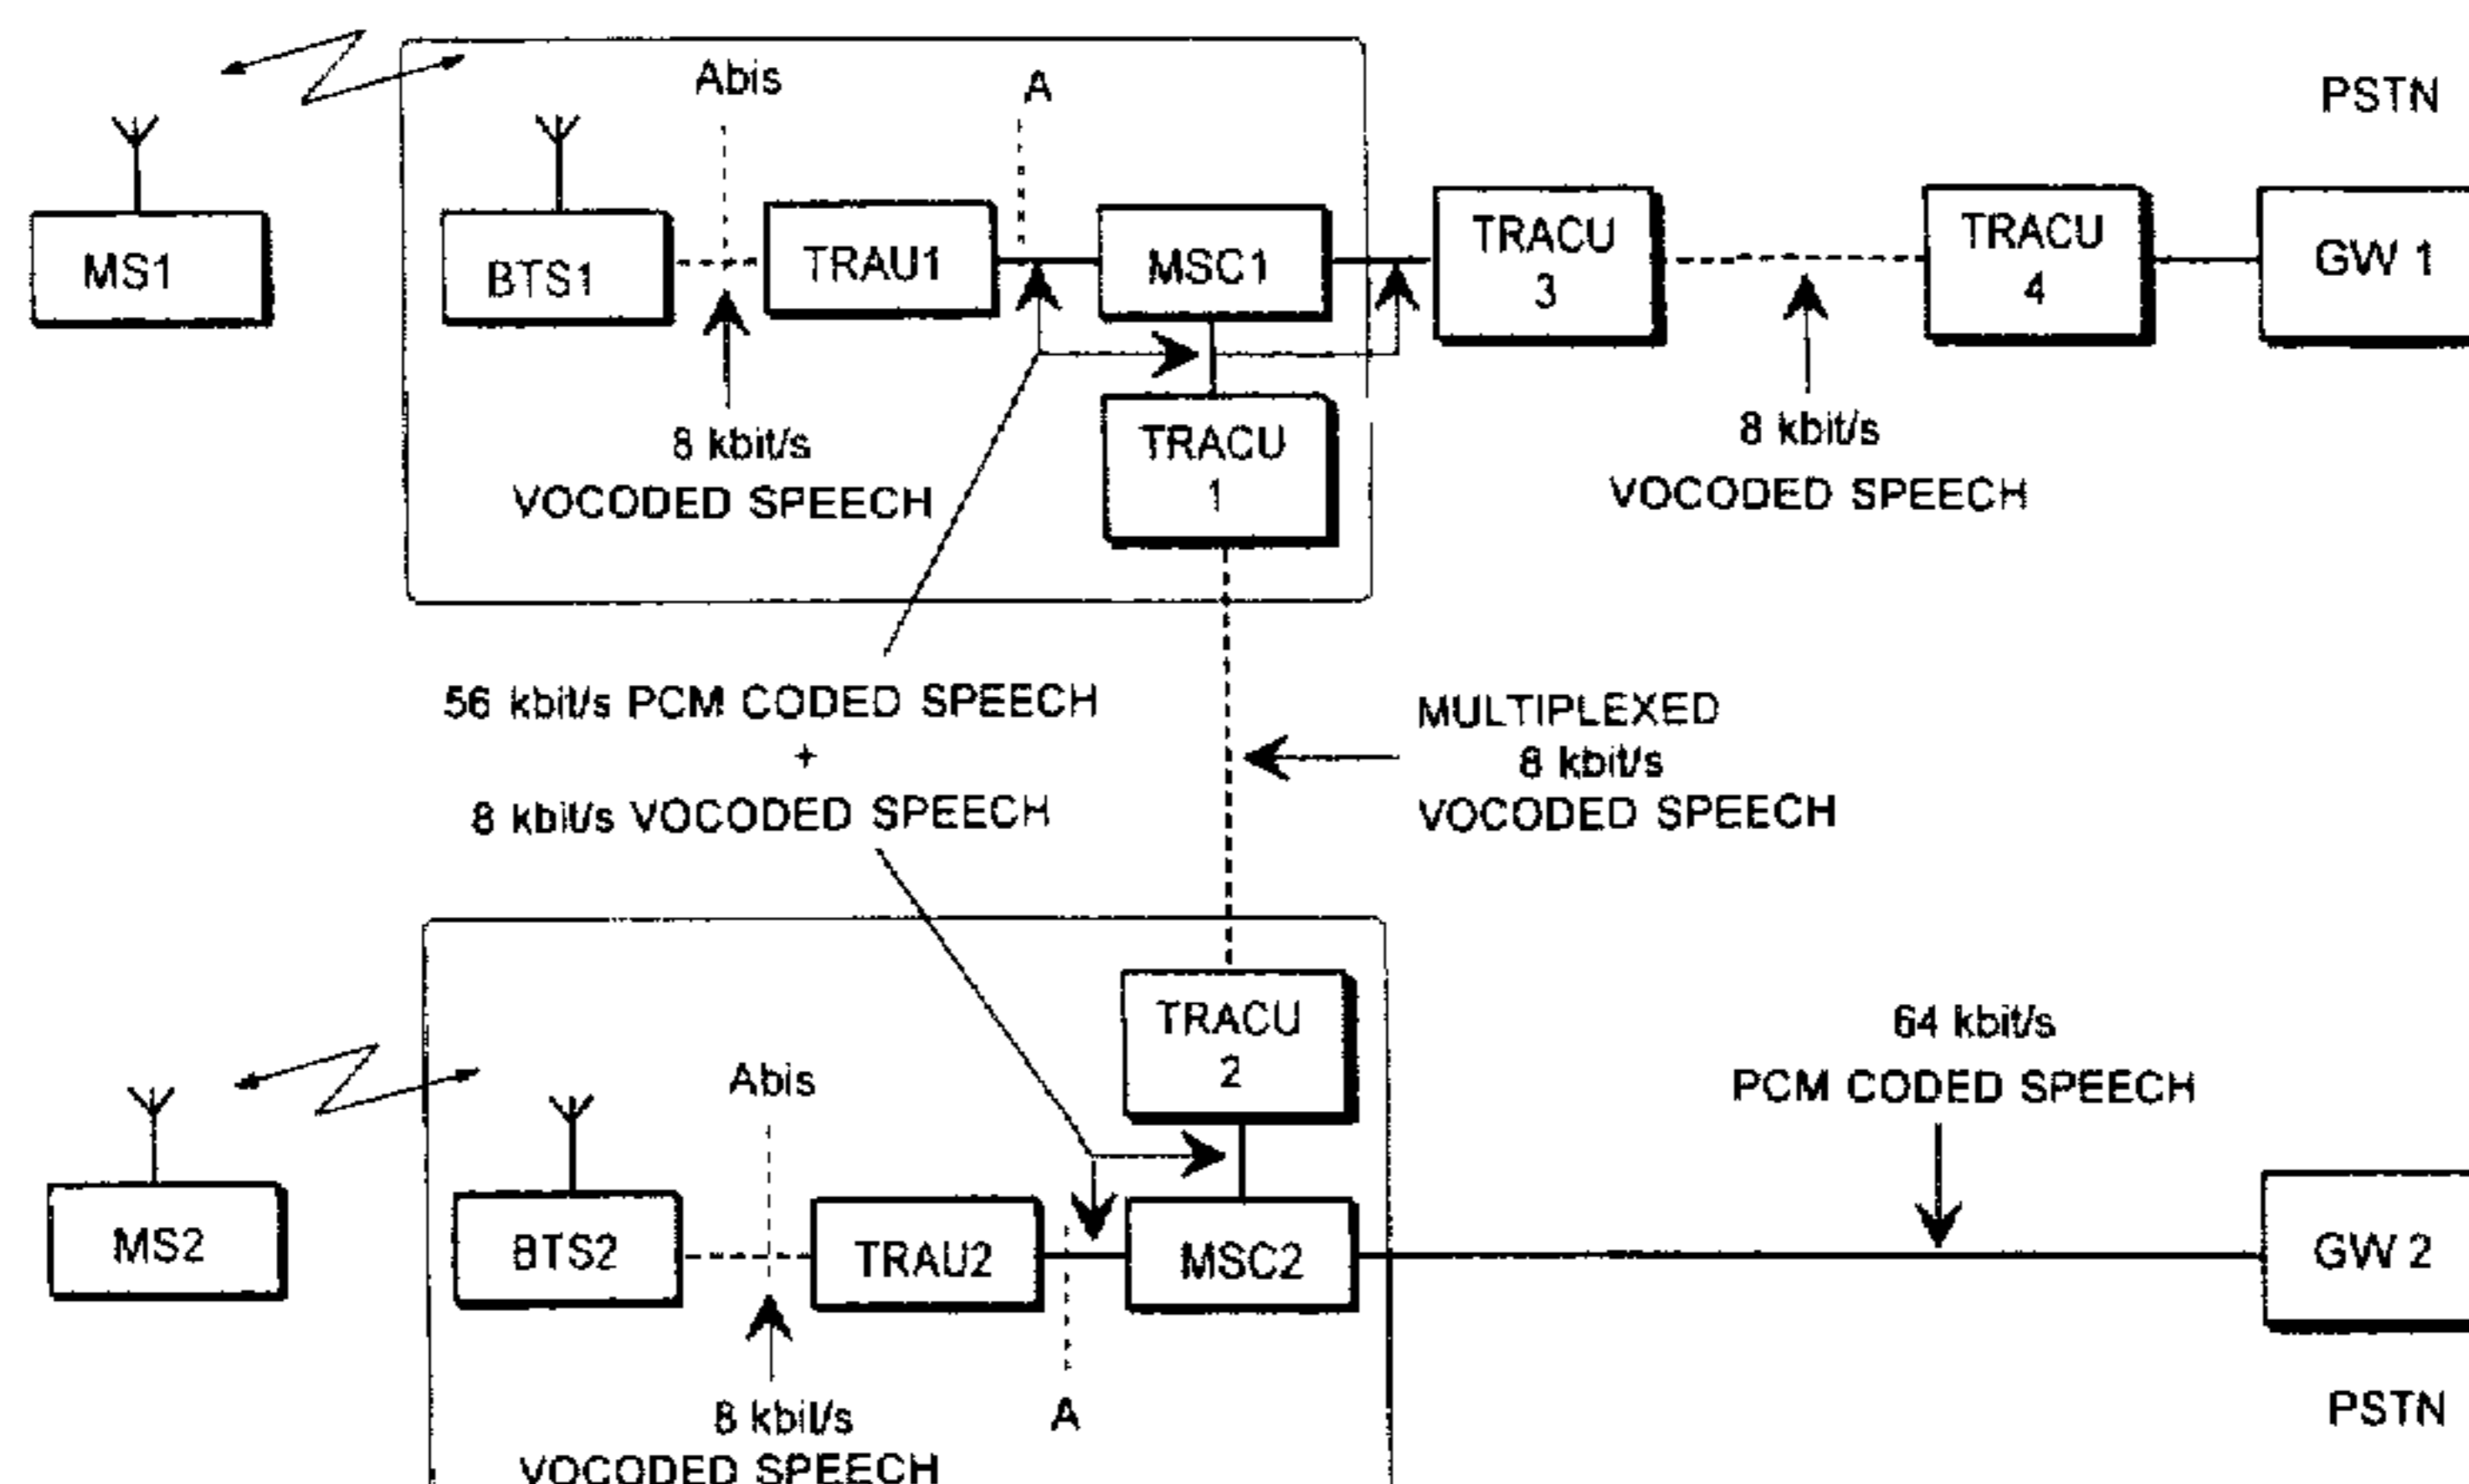 Abis
A
PSTN
MS1
BTS1
TRAU1
MSC1
TRACU
3
TRACU
4
GW 1
8 kbit/s
VOCODED SPEECH
TRACU
1
8 kbit/s
VOCODED SPEECH
56 kbit/s PCM CODED SPEECH
+
8 kbit/s VOCODED SPEECH
MULTIPLEXED
8 kbit/s
VOCODED SPEECH
TRACU
2
64 kbit/s
PCM CODED SPEECH
Abis
MS2
BTS2
TRAU2
MSC2
GW 2
8 kbit/s
VOCODED SPEECH
A
PSTN